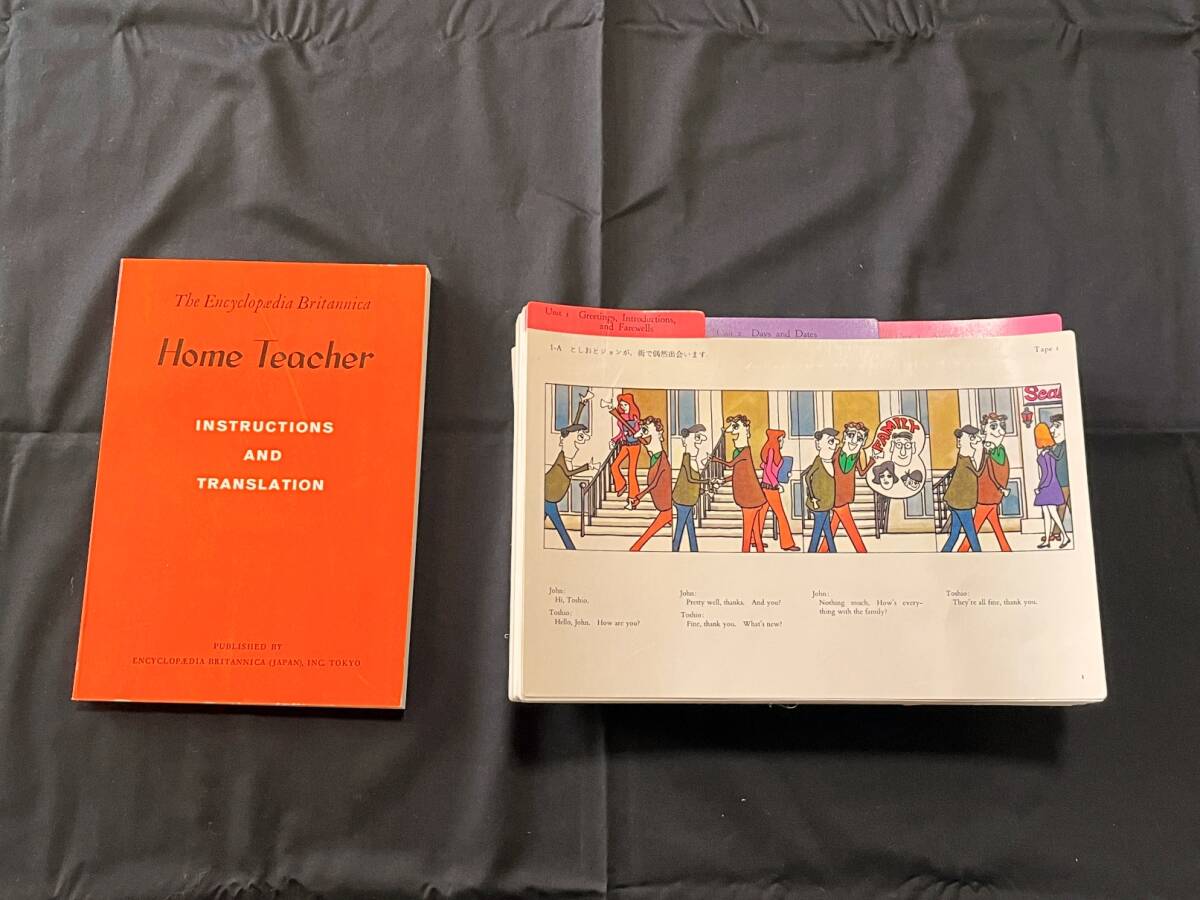 The Encyclopædia Britannica
Home Teacher
INSTRUCTIONS
AND
TRANSLATION
PUBLISHED BY
ENCYCLOPÆDIA BRITANNICA (JAPAN), INC. TOKYO
Unit 1 Greetings, Introductions,
and Farewells
Unit 2 Days and Dates
1-A としおとジョンが、街で偶然出会います。
Tape 1
FAMILY
Sea
John:
Hi, Toshio.
Toshio:
Hello, John. How are you?
John:
Pretty well, thanks. And you?
Toshio:
Fine, thank you. What's new?
John:
Nothing much. How's every-
thing with the family?
Toshio:
They're all fine, thank you.
1